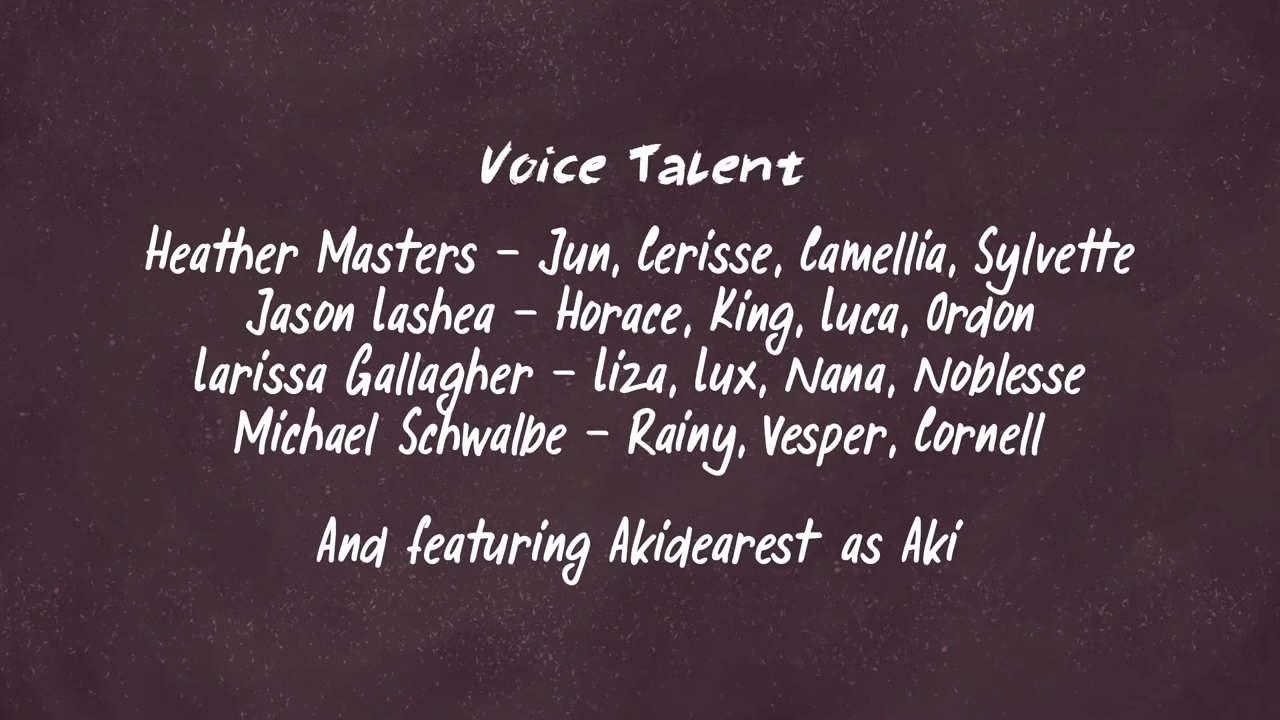 Voice Talent
Heather Masters - Jun, Cerisse, Camellia, Sylvette
Jason Lashea - Horace, King, Luca, Ordon
Larissa Gallagher - Liza, Lux, Nana, Noblesse
Michael Schwalbe - Rainy, Vesper, Cornell
And featuring Akidearest as Aki